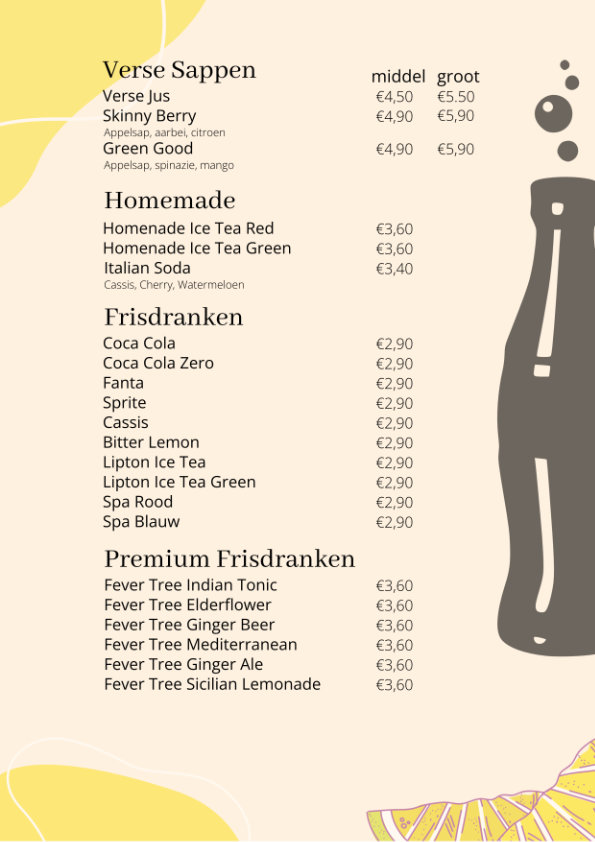 Verse Sappen middel groot
Verse Jus €4,50 €5.50
Skinny Berry €4,90 €5,90
Appelsap, aarbei, citroen
Green Good €4,90 €5,90
Appelsap, spinazie, mango
Homemade
Homenade Ice Tea Red €3,60
Homenade Ice Tea Green €3,60
Italian Soda €3,40
Cassis, Cherry, Watermeloen
Frisdranken
Coca Cola €2,90
Coca Cola Zero €2,90
Fanta €2,90
Sprite €2,90
Cassis €2,90
Bitter Lemon €2,90
Lipton Ice Tea €2,90
Lipton Ice Tea Green €2,90
Spa Rood €2,90
Spa Blauw €2,90
Premium Frisdranken
Fever Tree Indian Tonic €3,60
Fever Tree Elderflower €3,60
Fever Tree Ginger Beer €3,60
Fever Tree Mediterranean €3,60
Fever Tree Ginger Ale €3,60
Fever Tree Sicilian Lemonade €3,60